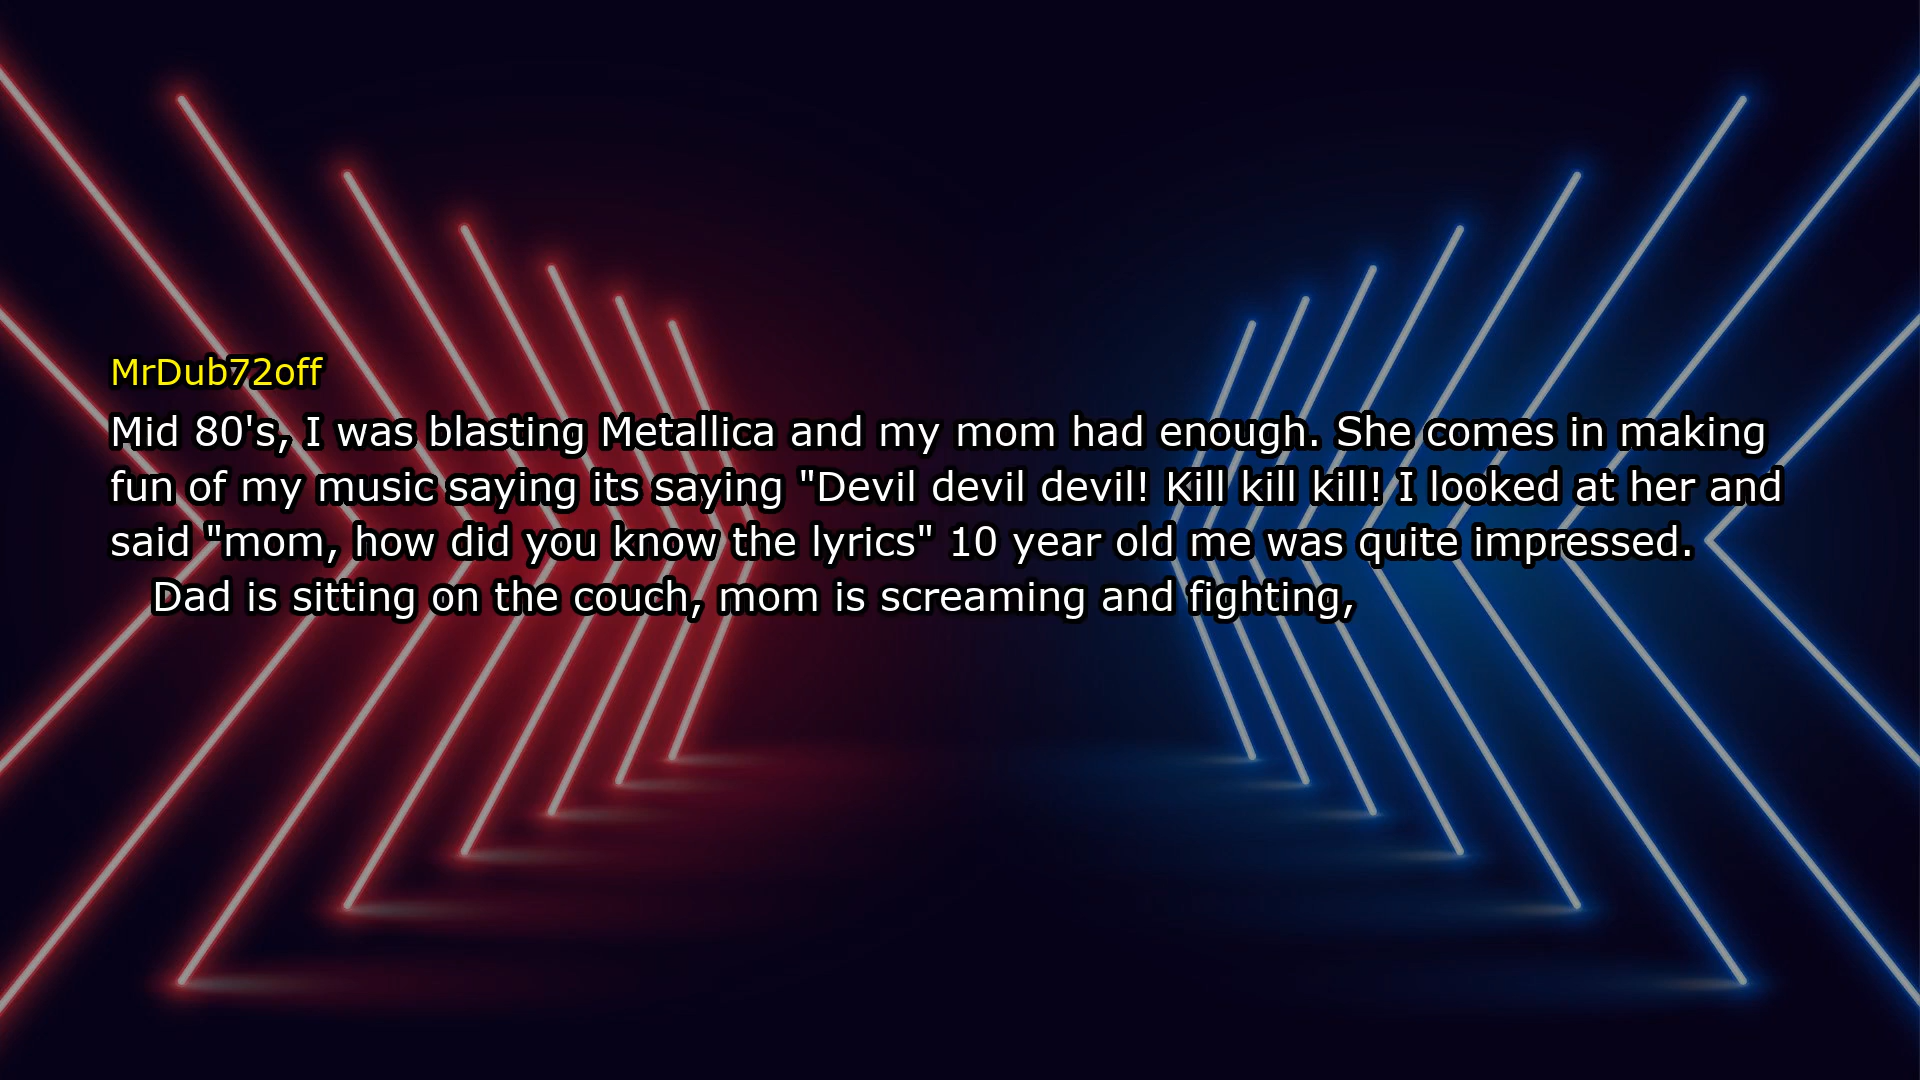 MrDub72off
Mid 80's, I was blasting Metallica and my mom had enough. She comes in making
fun of my music saying its saying "Devil devil devil! Kill kill kill! I looked at her and
said "mom, how did you know the lyrics" 10 year old me was quite impressed.
Dad is sitting on the couch, mom is screaming and fighting,